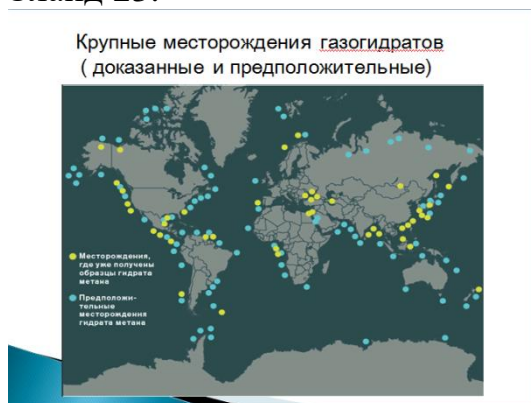 Крупные месторождения газогидратов
( доказанные и предположительные)
Месторождения,
где уже получены
образцы гидрата
метана
Предположи-
тельные
месторождения
гидрата метана